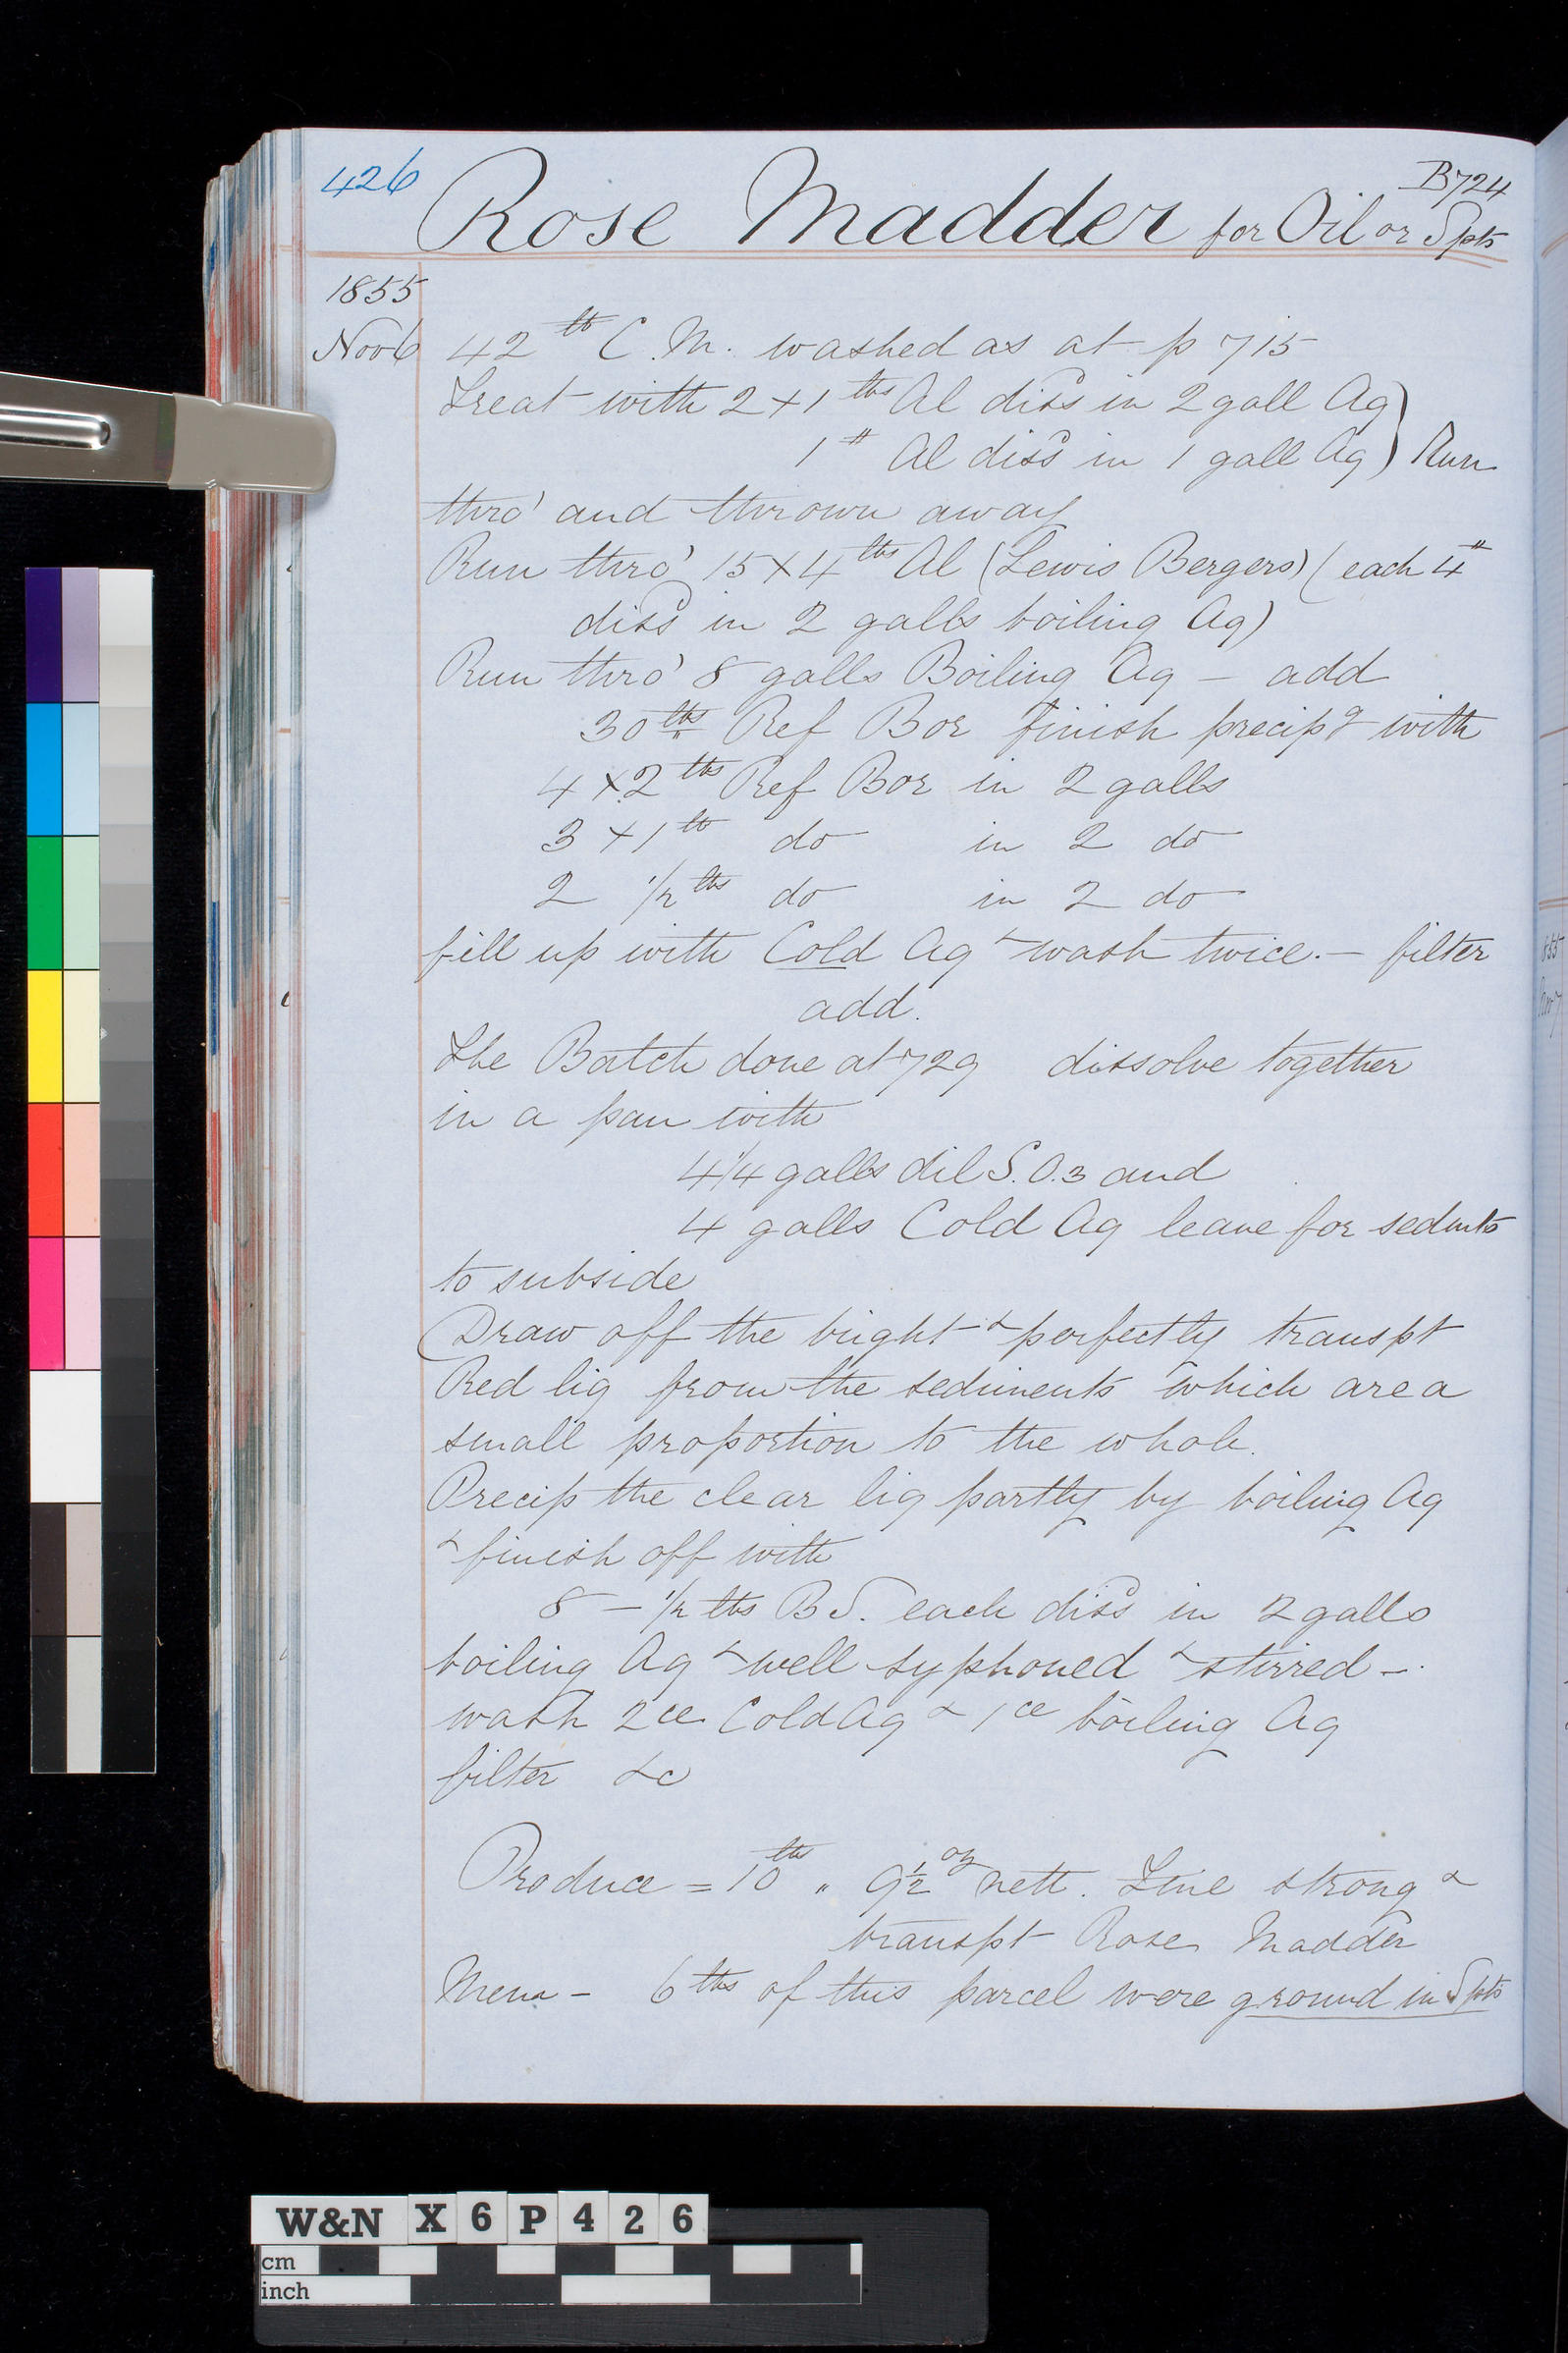 426
B724
Rose Madder for Oil or Spts
1855
Nov 6 42 lb C.M. washed as at p 715
Treat with 2 x 1 lbs Al diss'd in 2 gall Aq)
1# Al diss'd in 1 gall Aq) Run
thro' and thrown away
Run thro' 15 x 4 lbs Al (Lewis Bergers) (each 4#
diss'd in 2 galls boiling Aq)
Run thro' 8 galls Boiling Aq – add
30 lbs Ref Bor finish precipg with
4 x 2 lbs Ref Bor in 2 galls
3 x 1 lb do in 2 do
2 1/2 lbs do in 2 do
fill up with Cold Aq & wash twice. – filter
add.
The Batch done at 729 dissolve together
in a pan with
4 1/4 galls dil S.O.3 and
4 galls Cold Aq leave for sedmts
to subside
Draw off the bright & perfectly transpt
Red liq from the sediments which are a
small proportion to the whole.
Precip the clear liq partly by boiling Aq
& finish off with
8 – 1/2 lbs B S. each diss'd in 2 galls
boiling Aq & well syphoned & stirred –.
wash 2ce Cold Aq & 1ce boiling Aq
filter &c
Produce = 10 lbs " 9 1/2 oz nett. Fine strong &
transpt Rose Madder
Mem – 6 lbs of this parcel were ground in Spts
855
Nov 7
W&N X 6 P 4 2 6
cm
inch